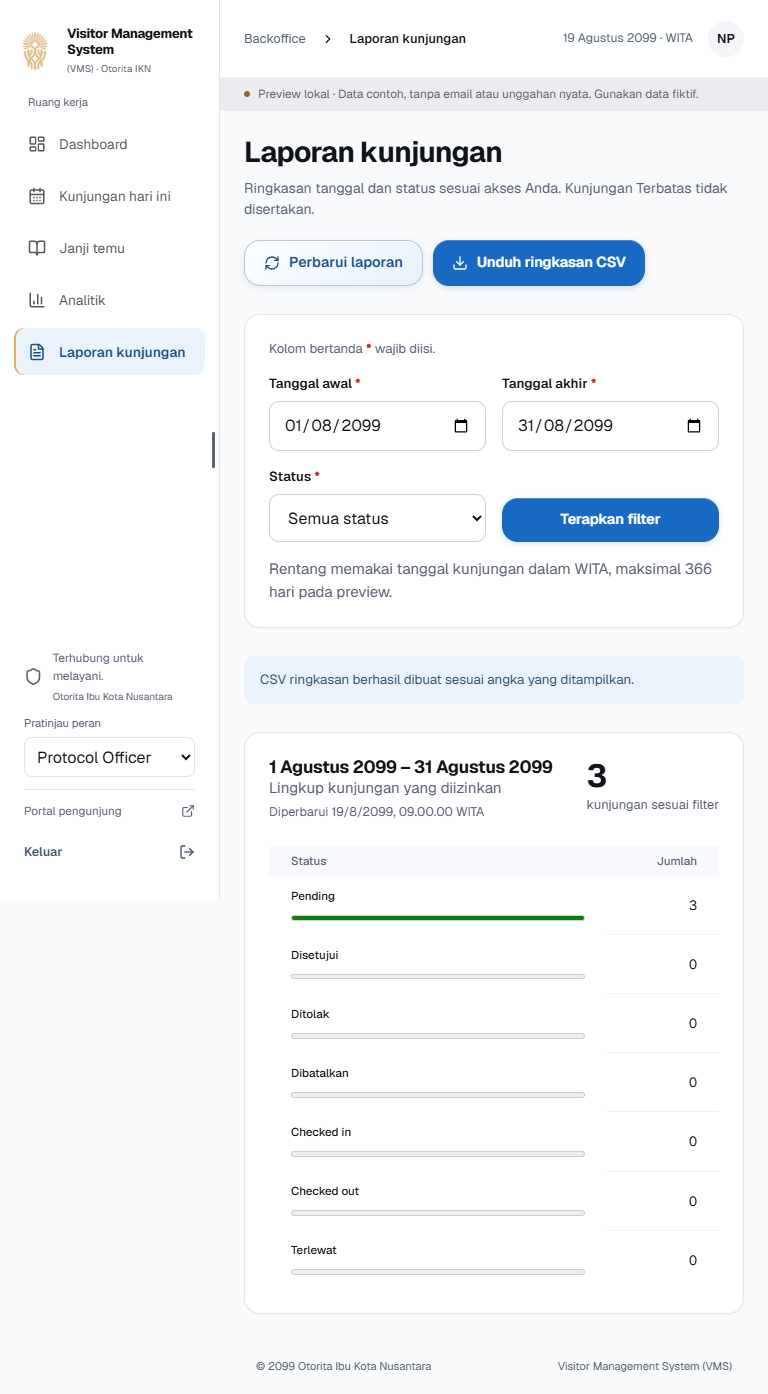 Visitor Management
System
(VMS) · Otorita IKN
Ruang kerja
Dashboard
Kunjungan hari ini
Janji temu
Analitik
Laporan kunjungan
Terhubung untuk
melayani.
Otorita Ibu Kota Nusantara
Pratinjau peran
Protocol Officer
Portal pengunjung
Keluar
Backoffice
Laporan kunjungan
19 Agustus 2099 · WITA
NP
Preview lokal · Data contoh, tanpa email atau unggahan nyata. Gunakan data fiktif.
Laporan kunjungan
Ringkasan tanggal dan status sesuai akses Anda. Kunjungan Terbatas tidak
disertakan.
Perbarui laporan
Unduh ringkasan CSV
Kolom bertanda * wajib diisi.
Tanggal awal *
Tanggal akhir *
01/08/2099
31/08/2099
Status *
Semua status
Terapkan filter
Rentang memakai tanggal kunjungan dalam WITA, maksimal 366
hari pada preview.
CSV ringkasan berhasil dibuat sesuai angka yang ditampilkan.
1 Agustus 2099 – 31 Agustus 2099
Lingkup kunjungan yang diizinkan
Diperbarui 19/8/2099, 09.00.00 WITA
3
kunjungan sesuai filter
Status Jumlah
Pending 3
Disetujui 0
Ditolak 0
Dibatalkan 0
Checked in 0
Checked out 0
Terlewat 0
© 2099 Otorita Ibu Kota Nusantara
Visitor Management System (VMS)